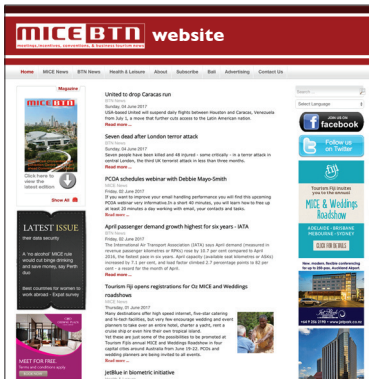 MICEBTN website
meetings, incentives, conventions, & business tourism news
Home MICE News BTN News Health & Leisure About Subscribe Bali Advertising Contact Us
Magazine
MICEBTN
Click here to
view the
latest edition
Show All
LATEST ISSUE
their data security
A 'no alcohol' MICE rule
would cut binge drinking
and save money, say Perth
duo
Best countries for women to
work abroad - Expat survey
MEET FOR FREE.
Terms and conditions apply
United to drop Caracas run
BTN News
Sunday, 04 June 2017
USA-based United will suspend daily flights between Houston and Caracas, Venezuela
from July 1, a move that further cuts access to the Latin American nation.
Read more ...
Seven dead after London terror attack
BTN News
Sunday, 04 June 2017
Seven people have been killed and 48 injured - some critically - in a terror attack in
central London, the third UK terrorist attack in less than three months.
Read more ...
PCOA schedules webinar with Debbie Mayo-Smith
MICE News
Friday, 02 June 2017
If you want to improve your email handling performance you will find this upcoming
PCOA webinar very informative.In a short 40 minutes, you will learn how to free up
at least 20 minutes a day working with email, your contacts and tasks.
Read more ...
April passenger demand growth highest for six years - IATA
BTN News
Friday, 02 June 2017
The International Air Transport Association (IATA) says April demand (measured in
revenue passenger kilometres or RPKs) rose by 10.7 per cent compared to April
2016, the fastest pace in six years. April capacity (available seat kilometres or ASKs)
increased by 7.1 per cent, and load factor climbed 2.7 percentage points to 82 per
cent - a record for the month of April.
Read more ...
Tourism Fiji opens registrations for Oz MICE and Weddings
roadshows
MICE News
Thursday, 01 June 2017
Many destinations offer high speed internet, five-star catering
and hi-tech facilities, but very few encourage wedding and event
planners to take over an entire hotel, charter a yacht, rent a
cruise ship or even hire their own tropical island.
Yet these are just some of the possibilities to be promoted at
Tourism Fiji's annual MICE and Weddings Roadshow in four
capital cities around Australia from June 19-22. PCOs and
wedding planners are being invited to all events.
Read more ...
JetBlue in biometric initiative
Search ...
Select Language
JOIN US ON
facebook
Follow us
on Twitter
Fiji
Tourism Fiji invites
you to the annual
MICE & Weddings
Roadshow
ADELAIDE - BRISBANE
MELBOURNE - SYDNEY
CLICK FOR DETAILS
New, modern, flexible conferencing
for up to 250 pax, Auckland Airport